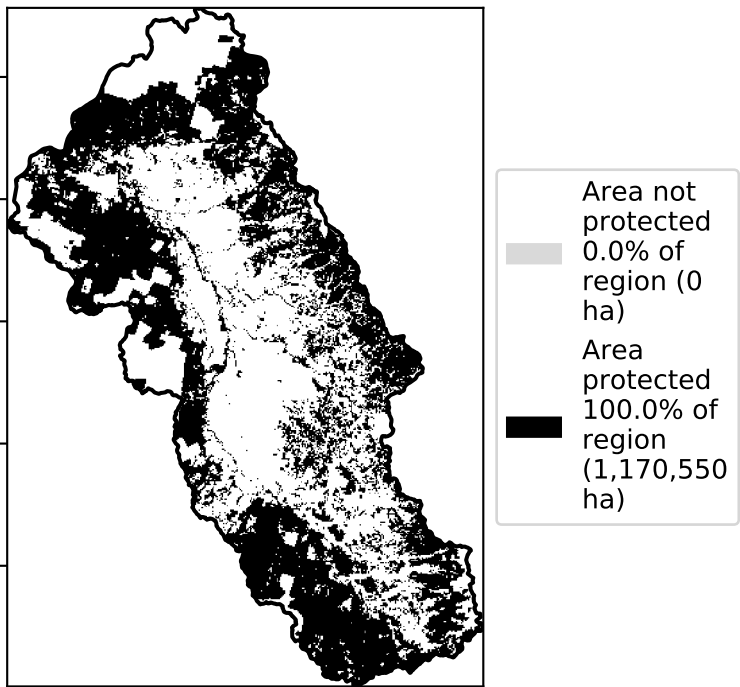 Area not
protected
0.0% of
region (0
ha)
Area
protected
100.0% of
region
(1,170,550
ha)